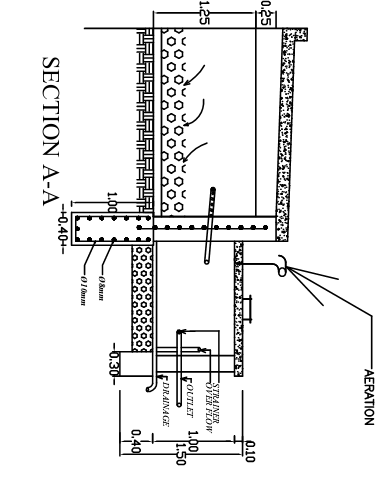 0.25
1.25
AERATION
1.00
0.40
Ø8mm
Ø10mm
STRAINER
OVER FLOW
OUTLET
DRAINAGE
0.30
0.10
1.00
0.40
1.50
SECTION A-A